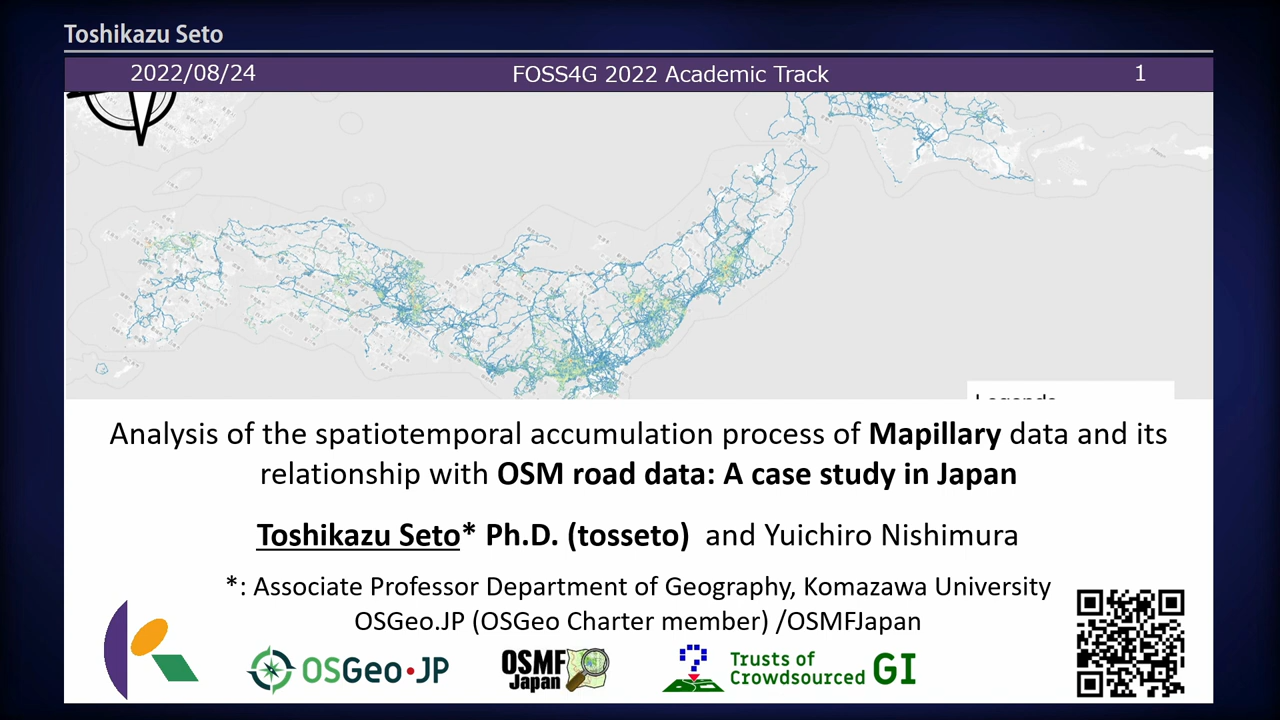 Toshikazu Seto
2022/08/24 FOSS4G 2022 Academic Track 1
Analysis of the spatiotemporal accumulation process of Mapillary data and its
relationship with OSM road data: A case study in Japan
Toshikazu Seto* Ph.D. (tosseto) and Yuichiro Nishimura
*: Associate Professor Department of Geography, Komazawa University
OSGeo.JP (OSGeo Charter member) /OSMFJapan
OSGeo·JP
OSMF
Japan
Trusts of
Crowdsourced GI